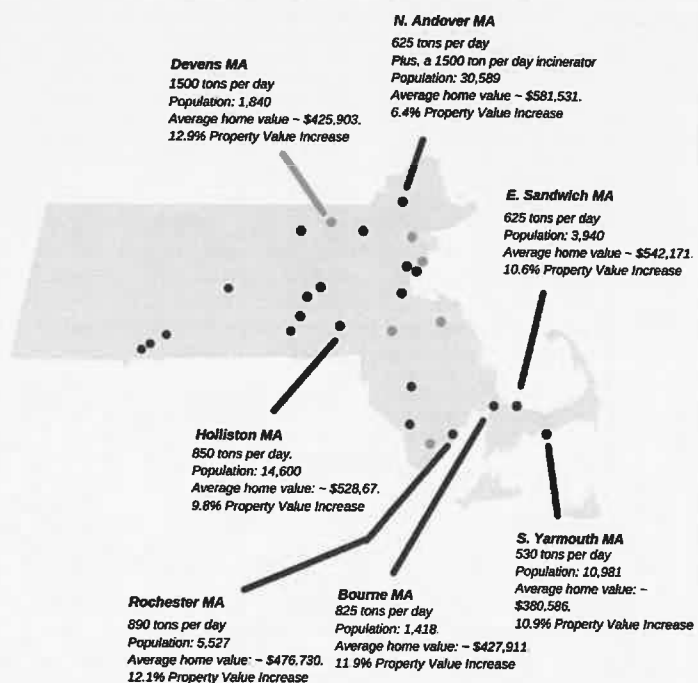 N. Andover MA
625 tons per day
Plus, a 1500 ton per day incinerator
Population: 30,589
Average home value ~ $581,531.
6.4% Property Value Increase
Devens MA
1500 tons per day
Population: 1,840
Average home value ~ $425,903.
12.9% Property Value Increase
E. Sandwich MA
625 tons per day
Population: 3,940
Average home value ~ $542,171.
10.6% Property Value Increase
Holliston MA
850 tons per day.
Population: 14,600
Average home value: ~ $528,67.
9.8% Property Value Increase
Rochester MA
890 tons per day
Population: 5,527
Average home value: ~ $476,730.
12.1% Property Value Increase
Bourne MA
825 tons per day
Population: 1,418.
Average home value: ~ $427,911
11.9% Property Value Increase
S. Yarmouth MA
530 tons per day
Population: 10,981
Average home value: ~
$380,586.
10.9% Property Value Increase